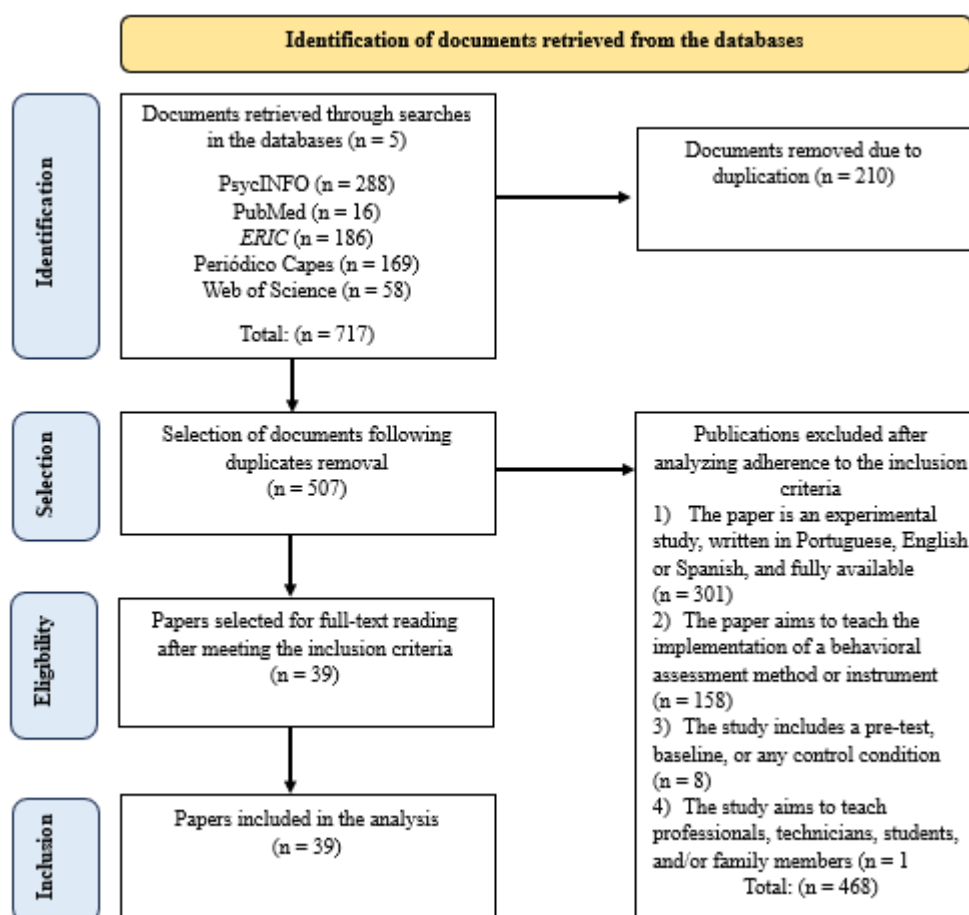 Identification of documents retrieved from the databases
Identification
Documents retrieved through searches
in the databases (n = 5)
PsycINFO (n = 288)
PubMed (n = 16)
ERIC (n = 186)
Periódico Capes (n = 169)
Web of Science (n = 58)
Total: (n = 717)
Documents removed due to
duplication (n = 210)
Selection
Selection of documents following
duplicates removal
(n = 507)
Publications excluded after
analyzing adherence to the inclusion
criteria
1) The paper is an experimental
study, written in Portuguese, English
or Spanish, and fully available
(n = 301)
2) The paper aims to teach the
implementation of a behavioral
assessment method or instrument
(n = 158)
3) The study includes a pre-test,
baseline, or any control condition
(n = 8)
4) The study aims to teach
professionals, technicians, students,
and/or family members (n = 1
Total: (n = 468)
Eligibility
Papers selected for full-text reading
after meeting the inclusion criteria
(n = 39)
Inclusion
Papers included in the analysis
(n = 39)